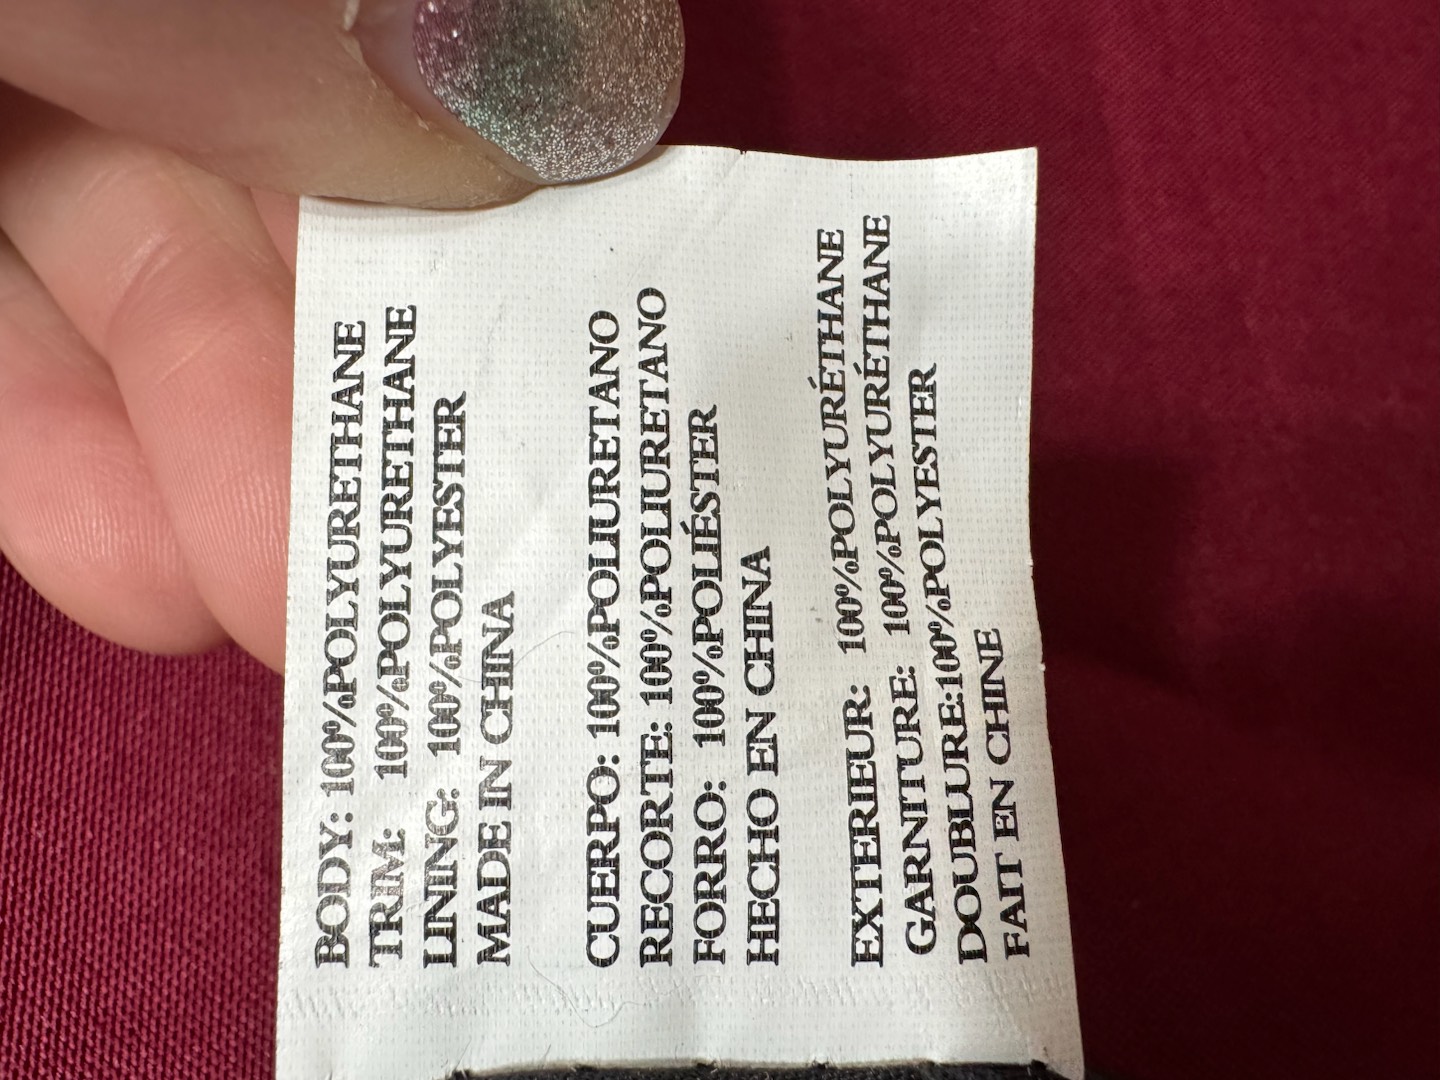 BODY: 100%POLYURETHANE
TRIM: 100%POLYURETHANE
LINING: 100%POLYESTER
MADE IN CHINA
CUERPO: 100%POLIURETANO
RECORTE: 100%POLIURETANO
FORRO: 100%POLIÉSTER
HECHO EN CHINA
EXTERIEUR: 100%POLYURÉTHANE
GARNITURE: 100%POLYURÉTHANE
DOUBLURE:100%POLYESTER
FAIT EN CHINE